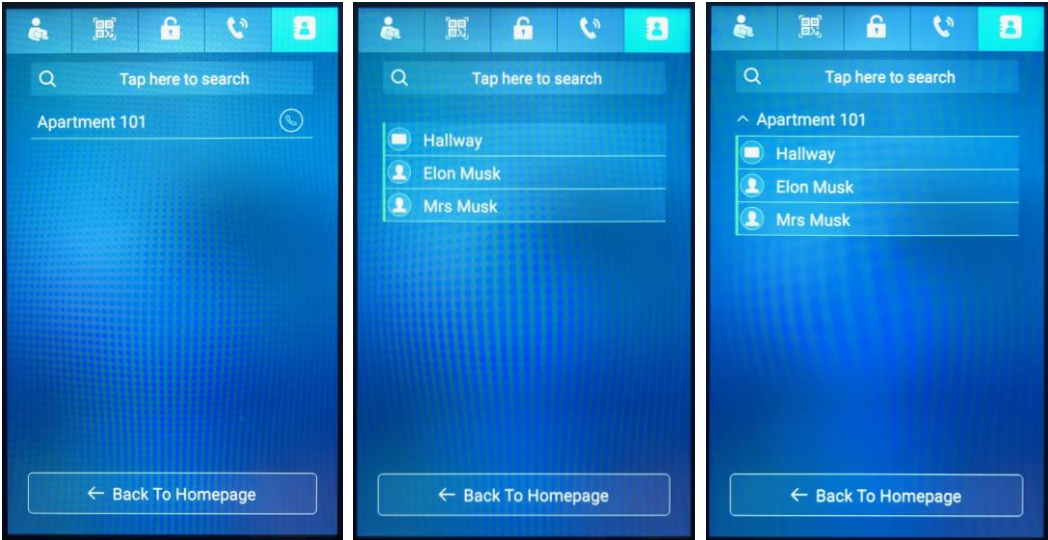 Tap here to search
Apartment 101
← Back To Homepage
Tap here to search
Hallway
Elon Musk
Mrs Musk
← Back To Homepage
Tap here to search
Apartment 101
Hallway
Elon Musk
Mrs Musk
← Back To Homepage